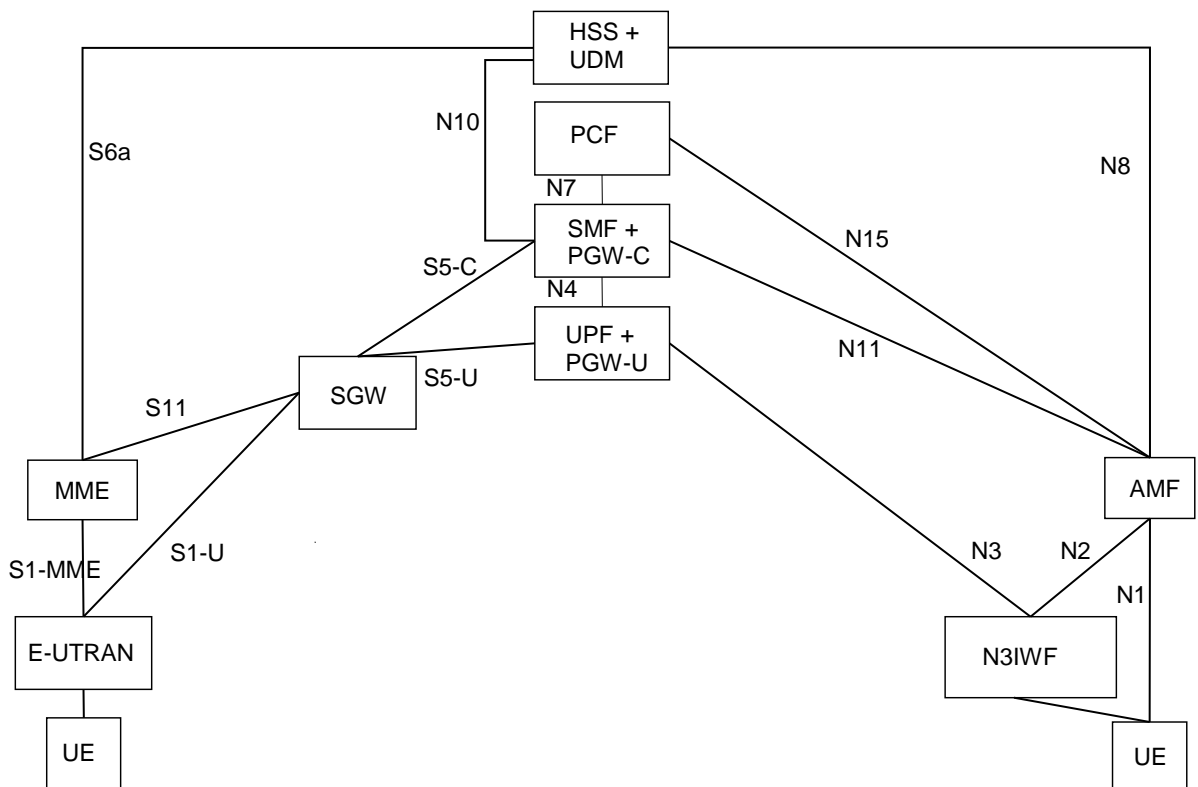 HSS +
UDM
N10
PCF
S6a
N8
N7
SMF +
PGW-C
N15
S5-C
N4
UPF +
PGW-U
N11
S5-U
SGW
S11
MME
AMF
S1-U
N3
N2
S1-MME
N1
E-UTRAN
N3IWF
UE
UE